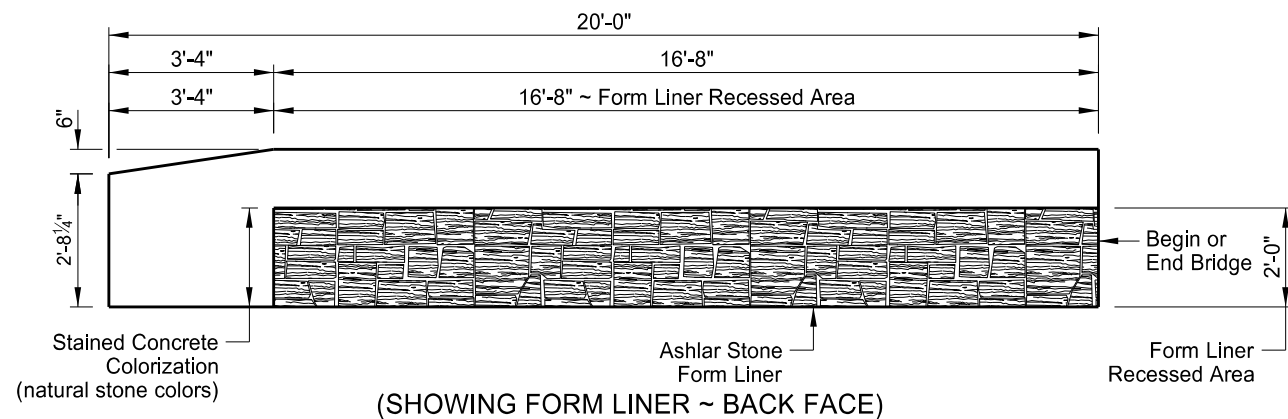 20'-0"
3'-4" 16'-8"
3'-4" 16'-8" ~ Form Liner Recessed Area
6"
2'-8¼"
Begin or
End Bridge
2'-0"
Stained Concrete
Colorization
(natural stone colors)
Ashlar Stone
Form Liner
Form Liner
Recessed Area
(SHOWING FORM LINER ~ BACK FACE)